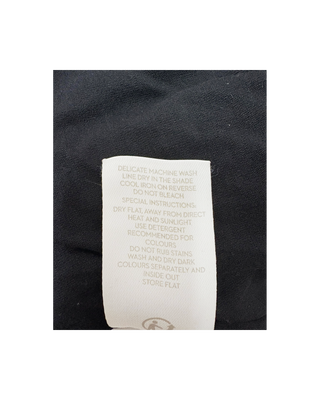 DELICATE MACHINE WASH
LINE DRY IN THE SHADE
COOL IRON ON REVERSE
DO NOT BLEACH
SPECIAL INSTRUCTIONS:
DRY FLAT AWAY FROM DIRECT
HEAT AND SUNLIGHT
USE DETERGENT
RECOMMENDED FOR
COLOURS
DO NOT RUB STAINS
WASH AND DRY DARK
COLOURS SEPARATELY AND
INSIDE OUT
STORE FLAT